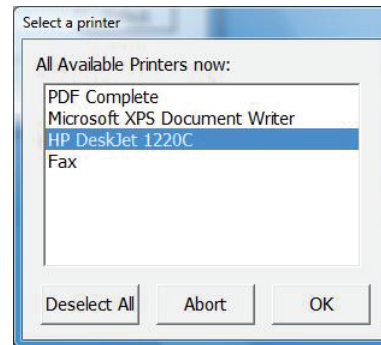 Select a printer
All Available Printers now:
PDF Complete
Microsoft XPS Document Writer
HP DeskJet 1220C
Fax
Deselect All
Abort
OK